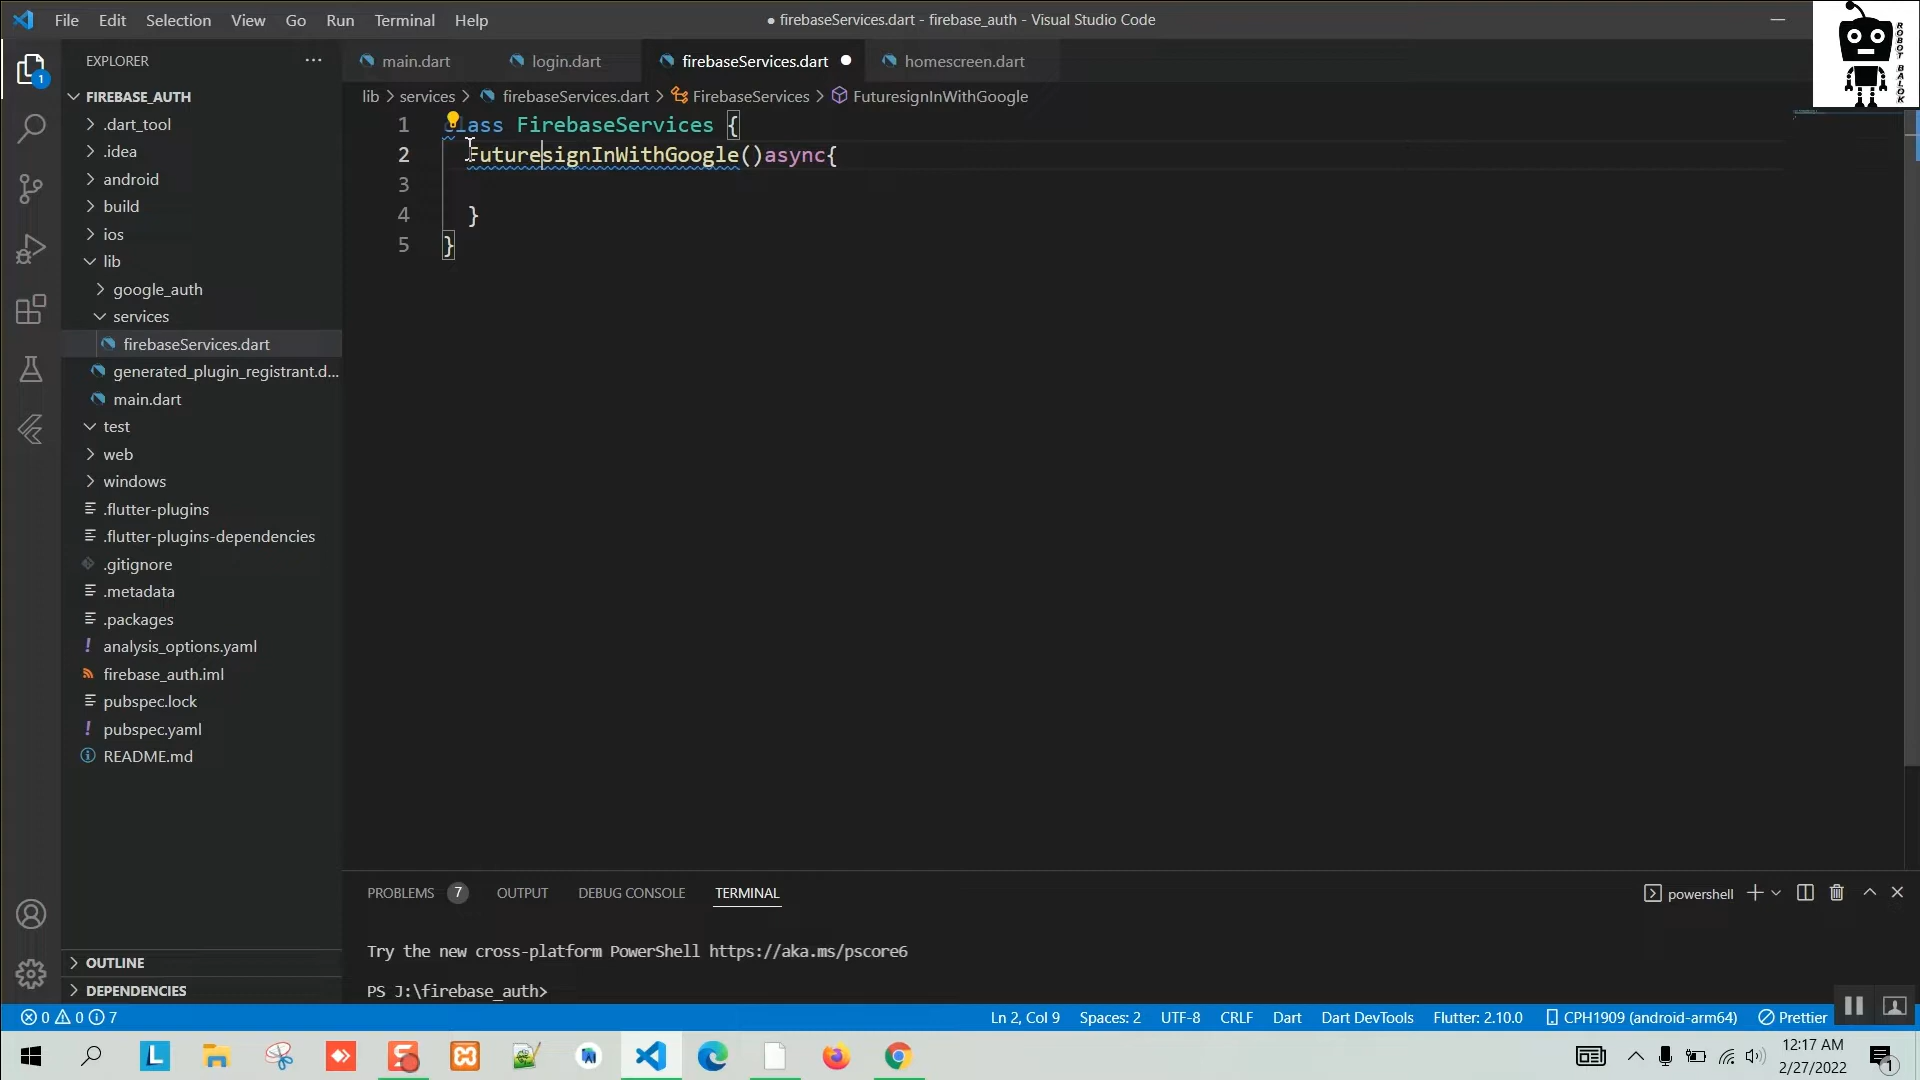 File Edit Selection View Go Run Terminal Help
● firebaseServices.dart - firebase_auth - Visual Studio Code
ROBOT BALOK
EXPLORER
main.dart login.dart firebaseServices.dart homescreen.dart
lib > services > firebaseServices.dart > FirebaseServices > FuturesignInWithGoogle
FIREBASE_AUTH
.dart_tool
.idea
android
build
ios
lib
google_auth
services
firebaseServices.dart
generated_plugin_registrant.d...
main.dart
test
web
windows
.flutter-plugins
.flutter-plugins-dependencies
.gitignore
.metadata
.packages
analysis_options.yaml
firebase_auth.iml
pubspec.lock
pubspec.yaml
README.md
OUTLINE
DEPENDENCIES
1 class FirebaseServices {
2 FuturesignInWithGoogle()async{
3
4 }
5 }
PROBLEMS 7 OUTPUT DEBUG CONSOLE TERMINAL
powershell
Try the new cross-platform PowerShell https://aka.ms/pscore6
PS J:\firebase_auth>
0 0 7 Ln 2, Col 9 Spaces: 2 UTF-8 CRLF Dart Dart DevTools Flutter: 2.10.0 CPH1909 (android-arm64) Prettier
12:17 AM
2/27/2022
1